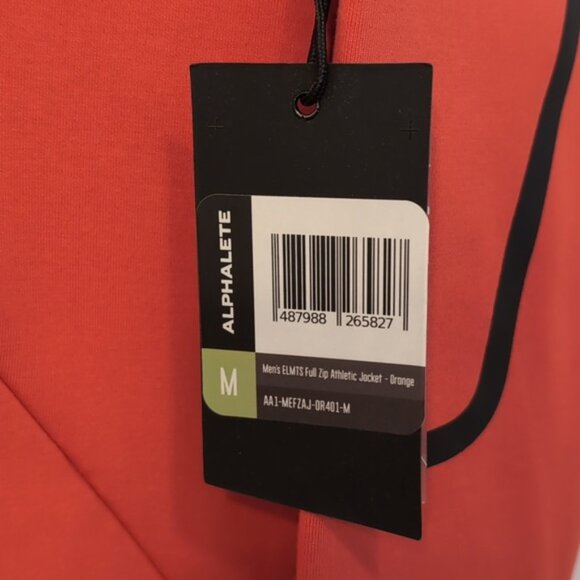 ALPHALETE
487988 265827
M
Men's ELMTS Full Zip Athletic Jacket - Orange
AA1-MEFZAJ-OR401-M